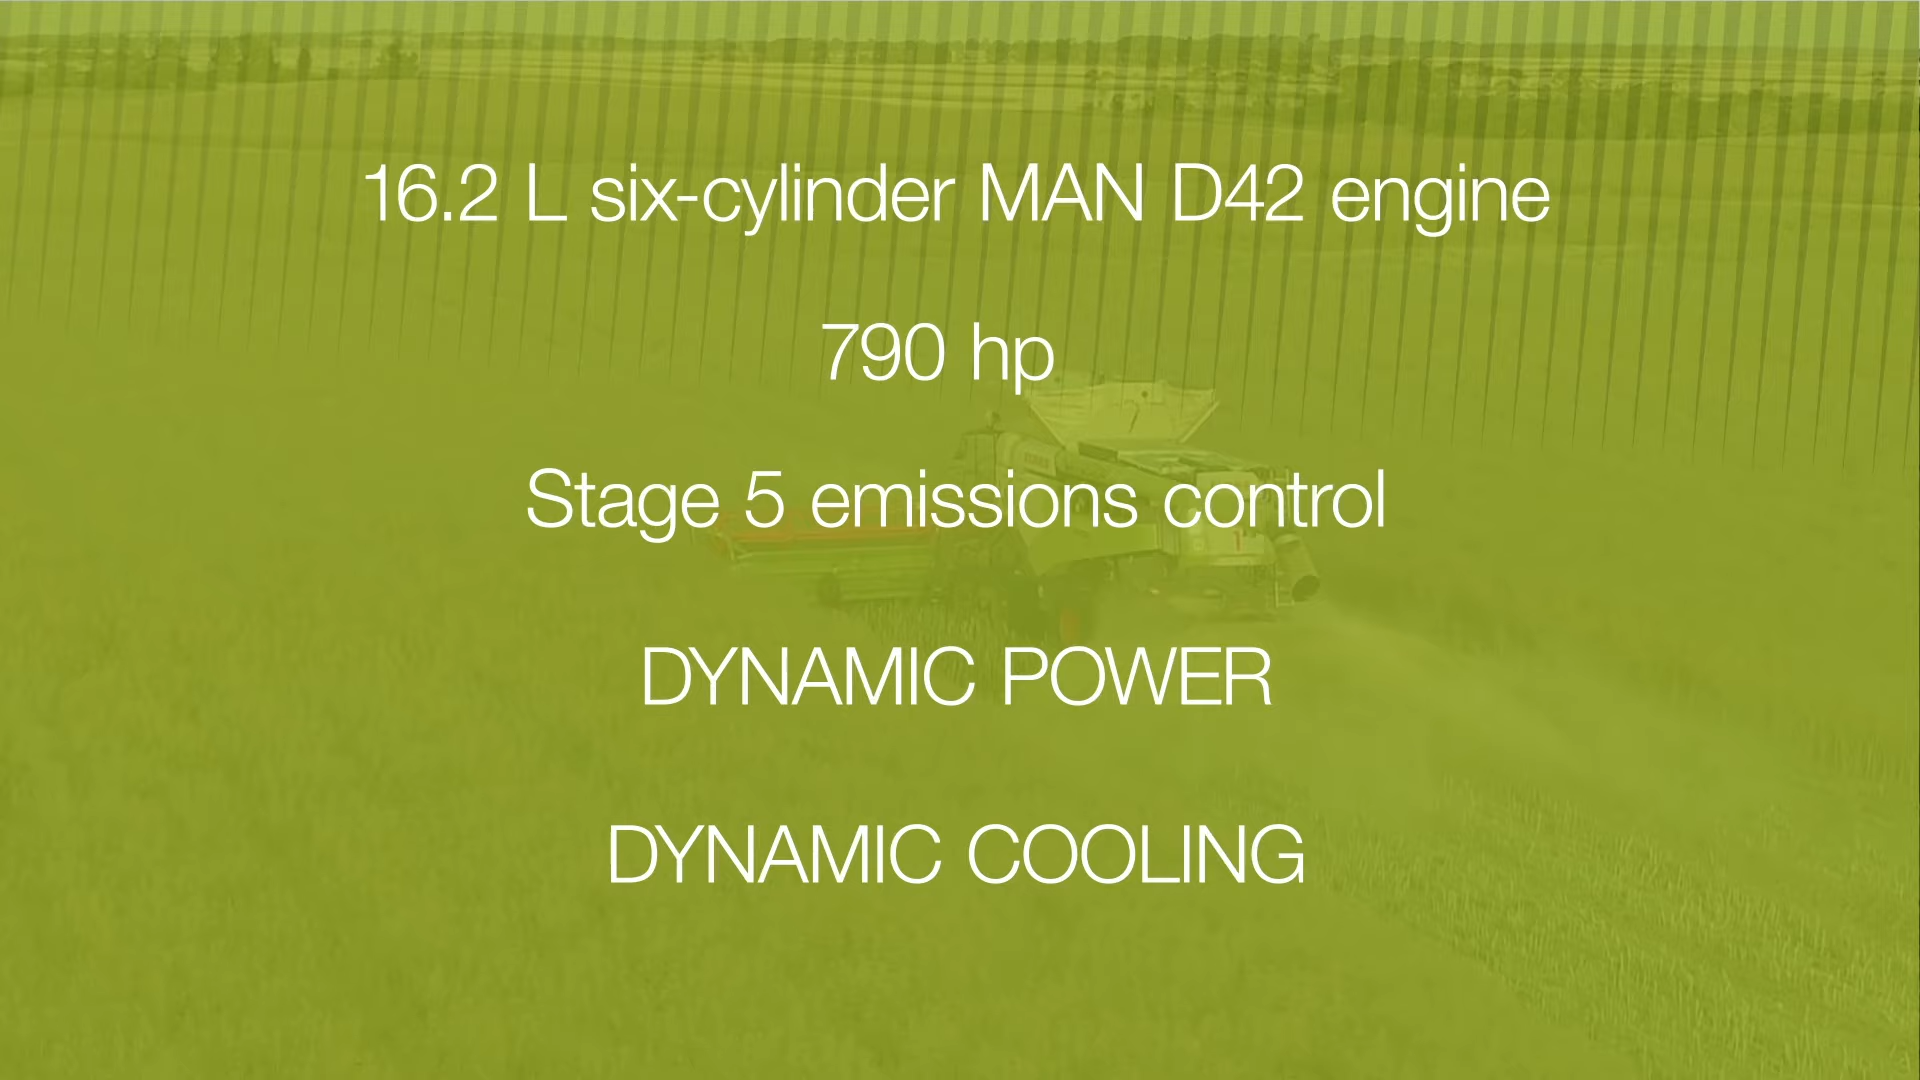 16.2 L six-cylinder MAN D42 engine
790 hp
Stage 5 emissions control
DYNAMIC POWER
DYNAMIC COOLING